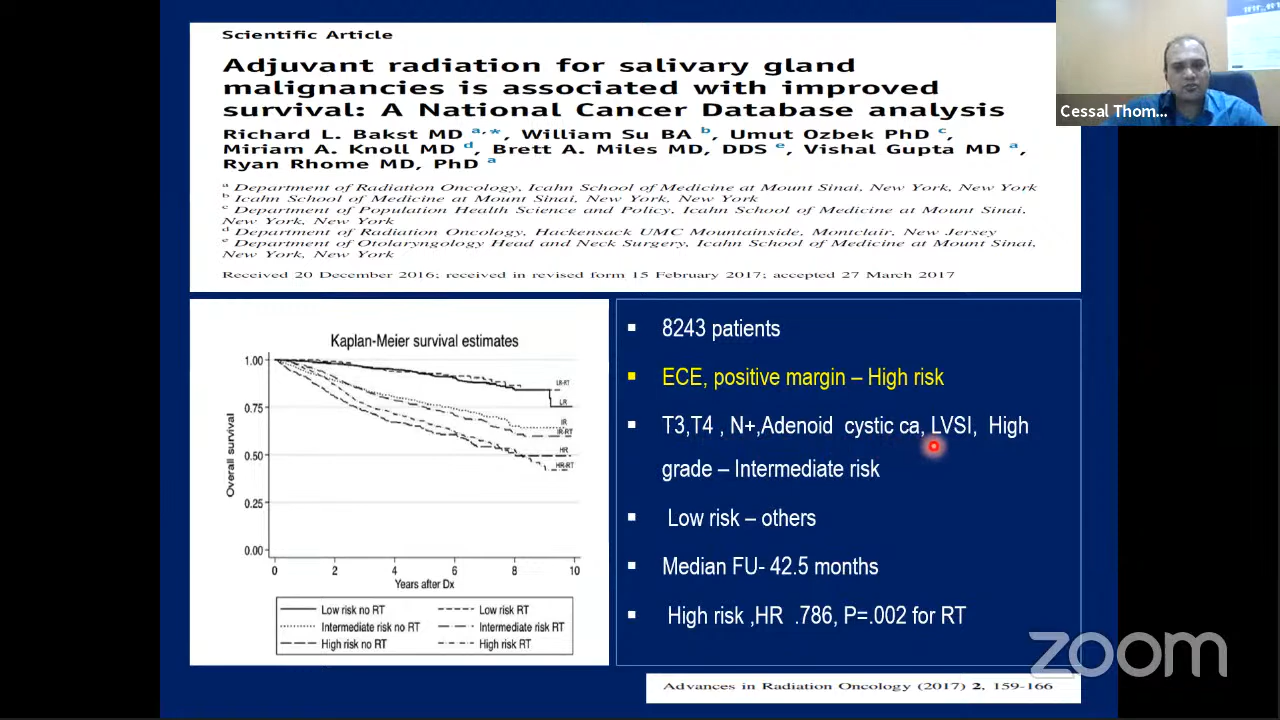 Scientific Article
Adjuvant radiation for salivary gland
malignancies is associated with improved
survival: A National Cancer Database analysis
Richard L. Bakst MD a,*, William Su BA b, Umut Ozbek PhD c,
Miriam A. Knoll MD d, Brett A. Miles MD, DDS e, Vishal Gupta MD a,
Ryan Rhome MD, PhD a
a Department of Radiation Oncology, Icahn School of Medicine at Mount Sinai, New York, New York
b Icahn School of Medicine at Mount Sinai, New York, New York
c Department of Population Health Science and Policy, Icahn School of Medicine at Mount Sinai,
New York, New York
d Department of Radiation Oncology, Hackensack UMC Mountainside, Montclair, New Jersey
e Department of Otolaryngology Head and Neck Surgery, Icahn School of Medicine at Mount Sinai,
New York, New York
Received 20 December 2016; received in revised form 15 February 2017; accepted 27 March 2017
Cessal Thom...
Kaplan-Meier survival estimates
Overall survival
1.00
0.75
0.50
0.25
0.00
LR-RT
LR
IR
IR-RT
HR
HR-RT
0 2 4 6 8 10
Years after Dx
Low risk no RT
Low risk RT
Intermediate risk no RT
Intermediate risk RT
High risk no RT
High risk RT
▪ 8243 patients
▪ ECE, positive margin – High risk
▪ T3,T4 , N+,Adenoid cystic ca, LVSI, High
grade – Intermediate risk
▪ Low risk – others
▪ Median FU- 42.5 months
▪ High risk ,HR .786, P=.002 for RT
Advances in Radiation Oncology (2017) 2, 159-166
zoom